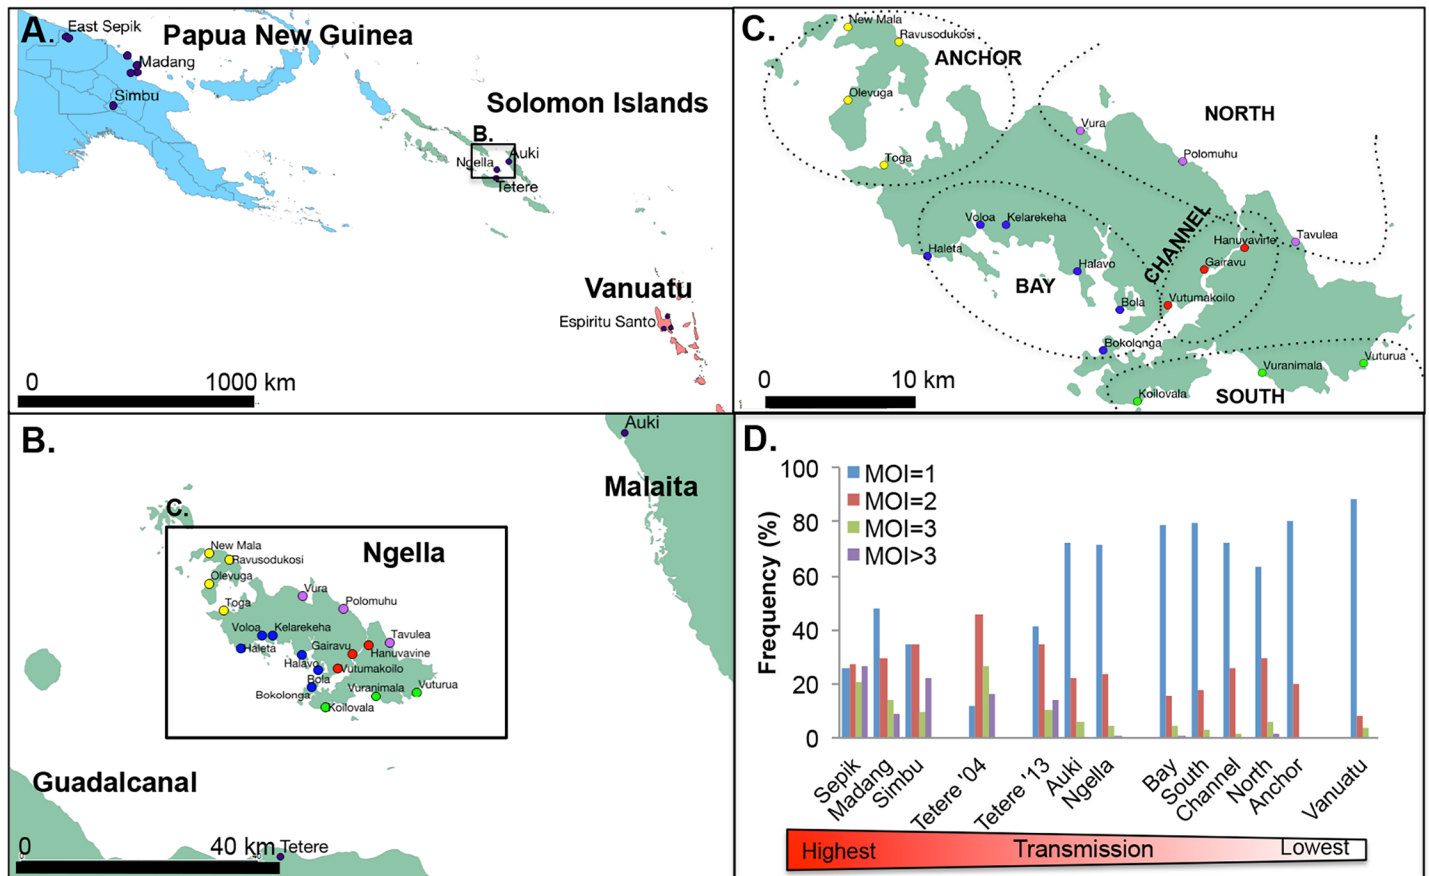 A.
East Sepik
Papua New Guinea
Madang
Simbu
Solomon Islands
B.
Auki
Ngella
Tetere
Vanuatu
Espiritu Santo
0 1000 km
C.
New Mala
Ravusodukosi
ANCHOR
Olevuga
NORTH
Vura
Polomuhu
Toga
CHANNEL
Voloa
Kelarekeha
Tavulea
Hanuvavine
Haleta
Gairavu
Halavo
BAY
Vutumakoilo
Bola
Bokolonga
Vuturua
Vuranimala
0 10 km
SOUTH
Koilovala
B.
Auki
Malaita
C.
Ngella
New Mala
Ravusodukosi
Olevuga
Vura
Toga
Polomuhu
Voloa
Kelarekeha
Tavulea
Haleta
Gairavu
Hanuvavine
Halavo
Vutumakoilo
Bola
Vuranimala
Vuturua
Bokolonga
Koilovala
Guadalcanal
0 40 km
Tetere
D.
MOI=1
MOI=2
MOI=3
MOI>3
Frequency (%)
100
80
60
40
20
0
Sepik
Madang
Simbu
Tetere '04
Tetere '13
Auki
Ngella
Bay
South
Channel
North
Anchor
Vanuatu
Highest Transmission Lowest